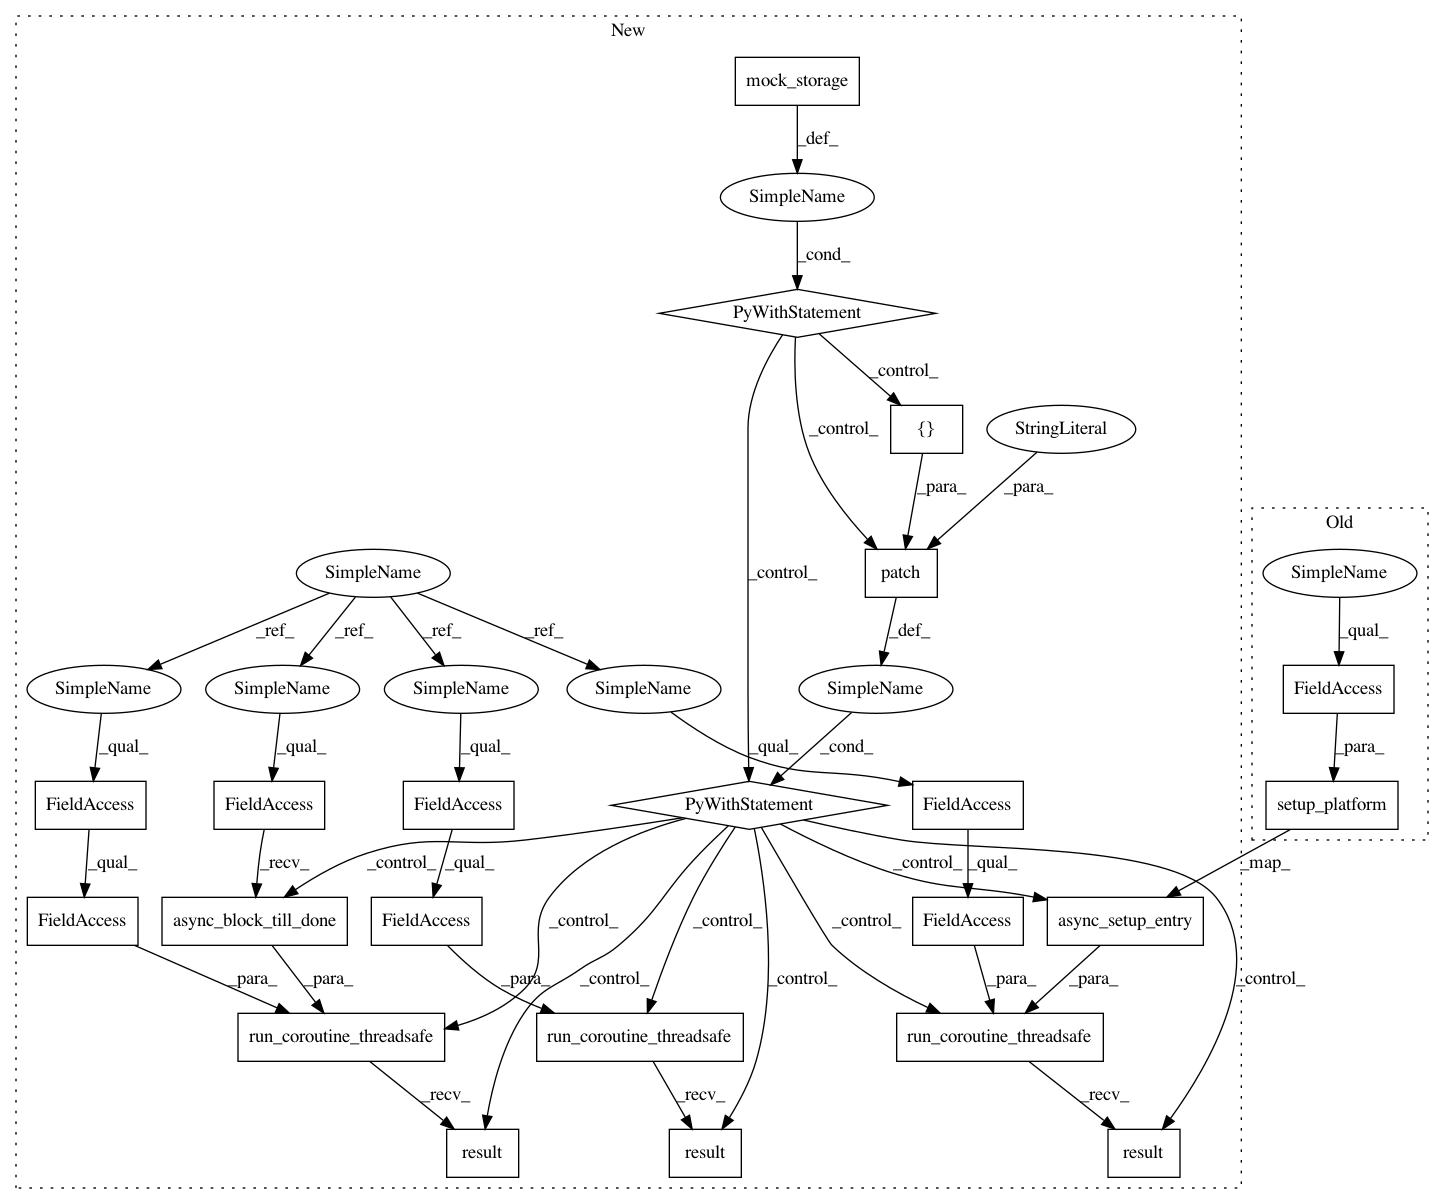 New
mock_storage
_def_
SimpleName
_cond_
PyWithStatement
_control_
{}
StringLiteral
_control_
_para_
_para_
Old
SimpleName
patch
SimpleName
_control_
_ref_
_ref_
_ref_
_ref_
_def_
_qual_
SimpleName
SimpleName
SimpleName
SimpleName
SimpleName
FieldAccess
_qual_
_qual_
_qual_
_qual_
_cond_
_para_
FieldAccess
FieldAccess
FieldAccess
PyWithStatement
FieldAccess
setup_platform
_qual_
_recv_
_control_
_qual_
_control_
_qual_
_map_
FieldAccess
async_block_till_done
FieldAccess
_control_
_control_
_control_
FieldAccess
async_setup_entry
_para_
_para_
_para_
_control_
_control_
_para_
_para_
_control_
run_coroutine_threadsafe
run_coroutine_threadsafe
run_coroutine_threadsafe
_recv_
_recv_
_recv_
result
result
result